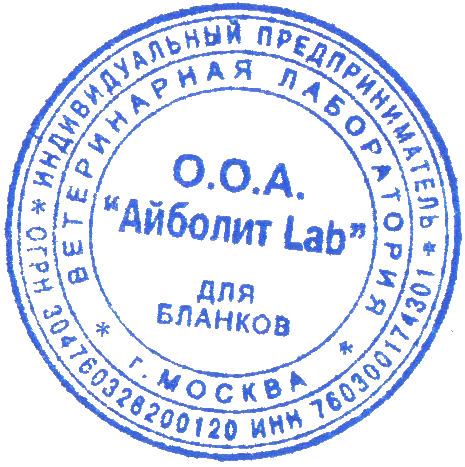 * ИНДИВИДУАЛЬНЫЙ ПРЕДПРИНИМАТЕЛЬ *
ОГРН 304760326200120 ИНН 760300174301
* ВЕТЕРИНАРНАЯ ЛАБОРАТОРИЯ *
г. МОСКВА
О.О.А.
“Айболит Lab”
ДЛЯ
БЛАНКОВ